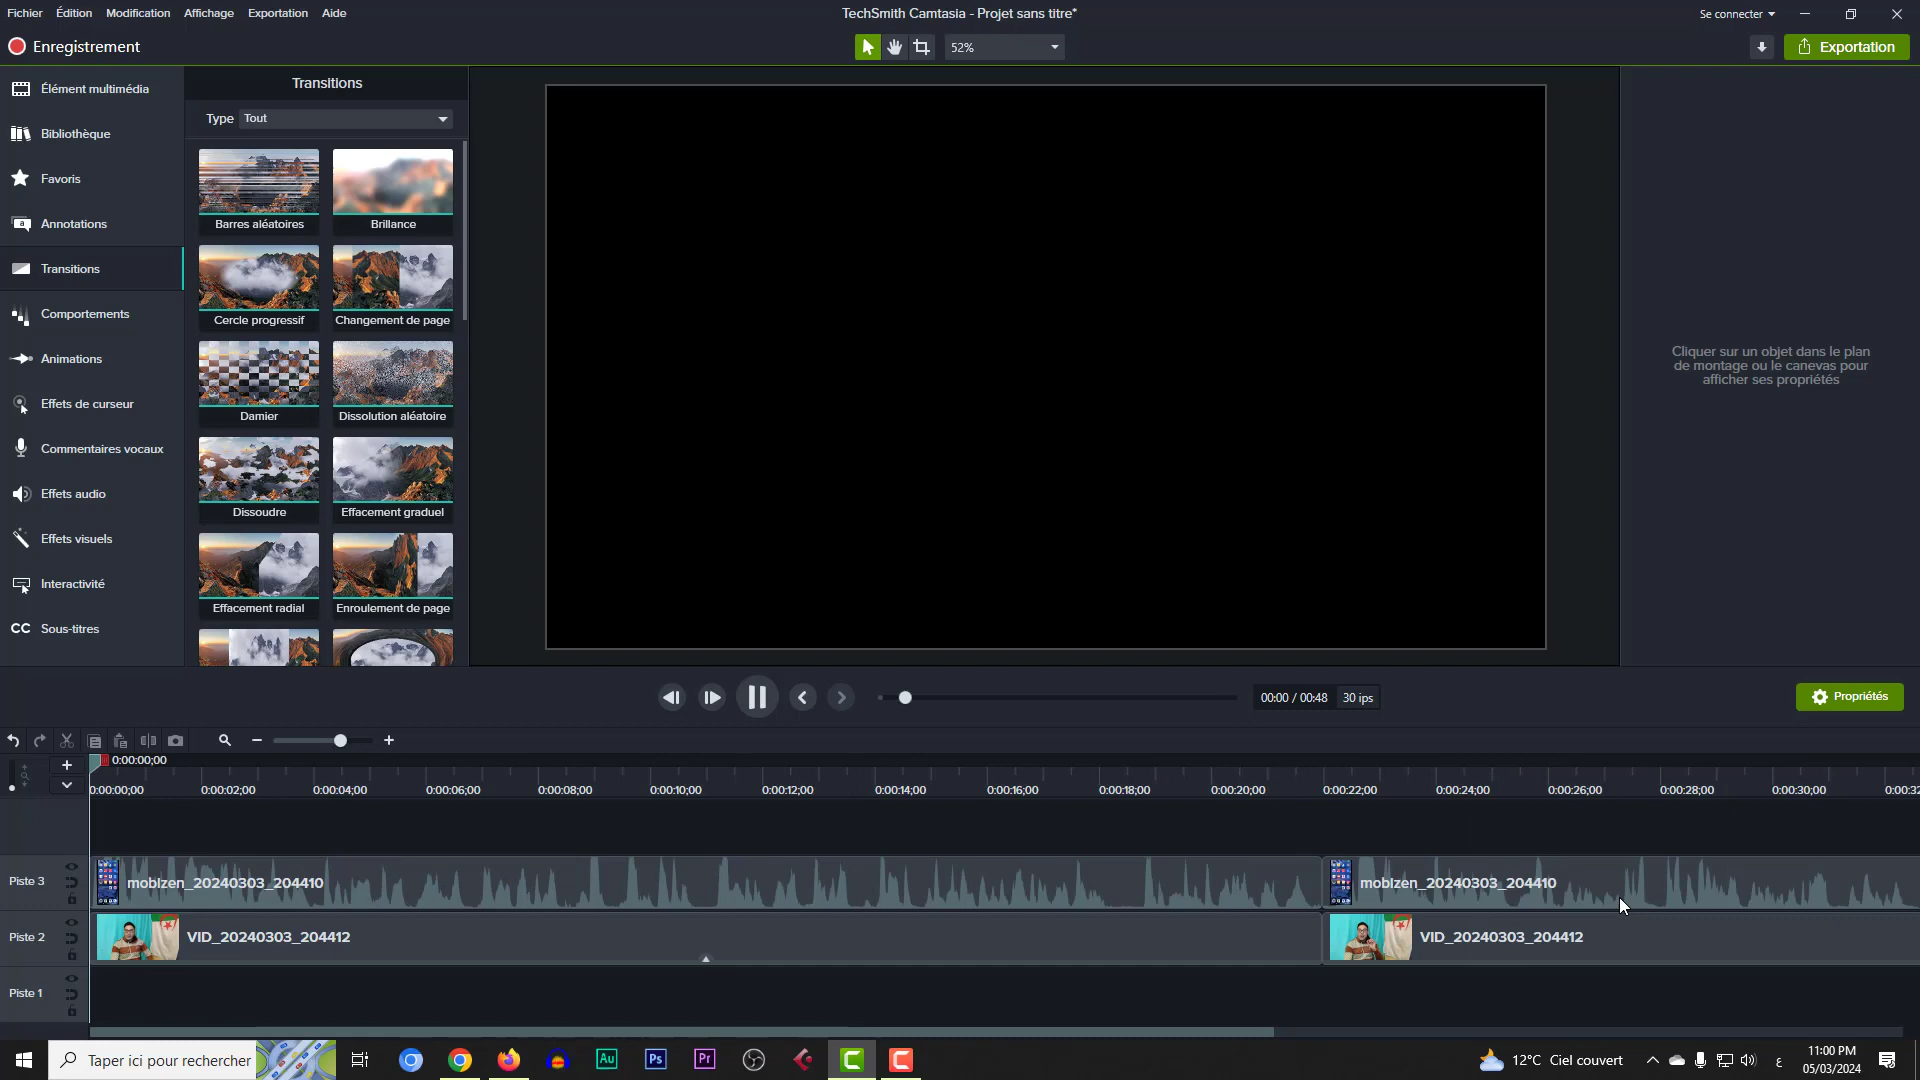 Fichier Édition Modification Affichage Exportation Aide
TechSmith Camtasia - Projet sans titre*
Se connecter
Enregistrement
52%
Exportation
Élément multimédia
Bibliothèque
Favoris
Annotations
Transitions
Comportements
Animations
Effets de curseur
Commentaires vocaux
Effets audio
Effets visuels
Interactivité
CC Sous-titres
Transitions
Type Tout
Barres aléatoires Brillance
Cercle progressif Changement de page
Damier Dissolution aléatoire
Dissoudre Effacement graduel
Effacement radial Enroulement de page
Cliquer sur un objet dans le plan
de montage ou le canevas pour
afficher ses propriétés
00:00 / 00:48 30 ips
Propriétés
0:00:00;00
0:00:00;00 0:00:02;00 0:00:04;00 0:00:06;00 0:00:08;00 0:00:10;00 0:00:12;00 0:00:14;00 0:00:16;00 0:00:18;00 0:00:20;00 0:00:22;00 0:00:24;00 0:00:26;00 0:00:28;00 0:00:30;00 0:00:32
Piste 3 mobizen_20240303_204410 mobizen_20240303_204410
Piste 2 VID_20240303_204412 VID_20240303_204412
Piste 1
Taper ici pour rechercher
Au Ps Pr
12°C Ciel couvert
ع
11:00 PM
05/03/2024